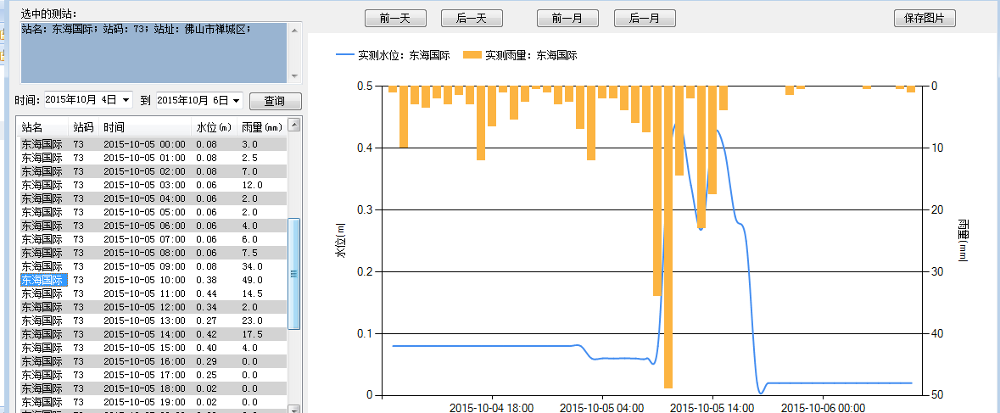 选中的测站：
站名：东海国际；站码：73；站址：佛山市禅城区；
时间： 2015年10月 4日 到 2015年10月 6日 查询
站名 站码 时间 水位(m) 雨量(mm)
东海国际 73 2015-10-05 00:00 0.08 3.0
东海国际 73 2015-10-05 01:00 0.08 2.5
东海国际 73 2015-10-05 02:00 0.08 7.0
东海国际 73 2015-10-05 03:00 0.06 12.0
东海国际 73 2015-10-05 04:00 0.06 2.0
东海国际 73 2015-10-05 05:00 0.06 2.0
东海国际 73 2015-10-05 06:00 0.06 4.0
东海国际 73 2015-10-05 07:00 0.06 6.0
东海国际 73 2015-10-05 08:00 0.06 7.5
东海国际 73 2015-10-05 09:00 0.08 34.0
东海国际 73 2015-10-05 10:00 0.38 49.0
东海国际 73 2015-10-05 11:00 0.44 14.5
东海国际 73 2015-10-05 12:00 0.34 2.0
东海国际 73 2015-10-05 13:00 0.27 23.0
东海国际 73 2015-10-05 14:00 0.42 17.5
东海国际 73 2015-10-05 15:00 0.40 4.0
东海国际 73 2015-10-05 16:00 0.29 0.0
东海国际 73 2015-10-05 17:00 0.25 0.0
东海国际 73 2015-10-05 18:00 0.02 0.0
东海国际 73 2015-10-05 19:00 0.02 0.0
前一天 后一天 前一月 后一月 保存图片
实测水位：东海国际 实测雨量：东海国际
0.5
0.4
0.3
0.2
0.1
0
水位(m)
0
10
20
30
40
50
雨量(mm)
2015-10-04 18:00 2015-10-05 04:00 2015-10-05 14:00 2015-10-06 00:00